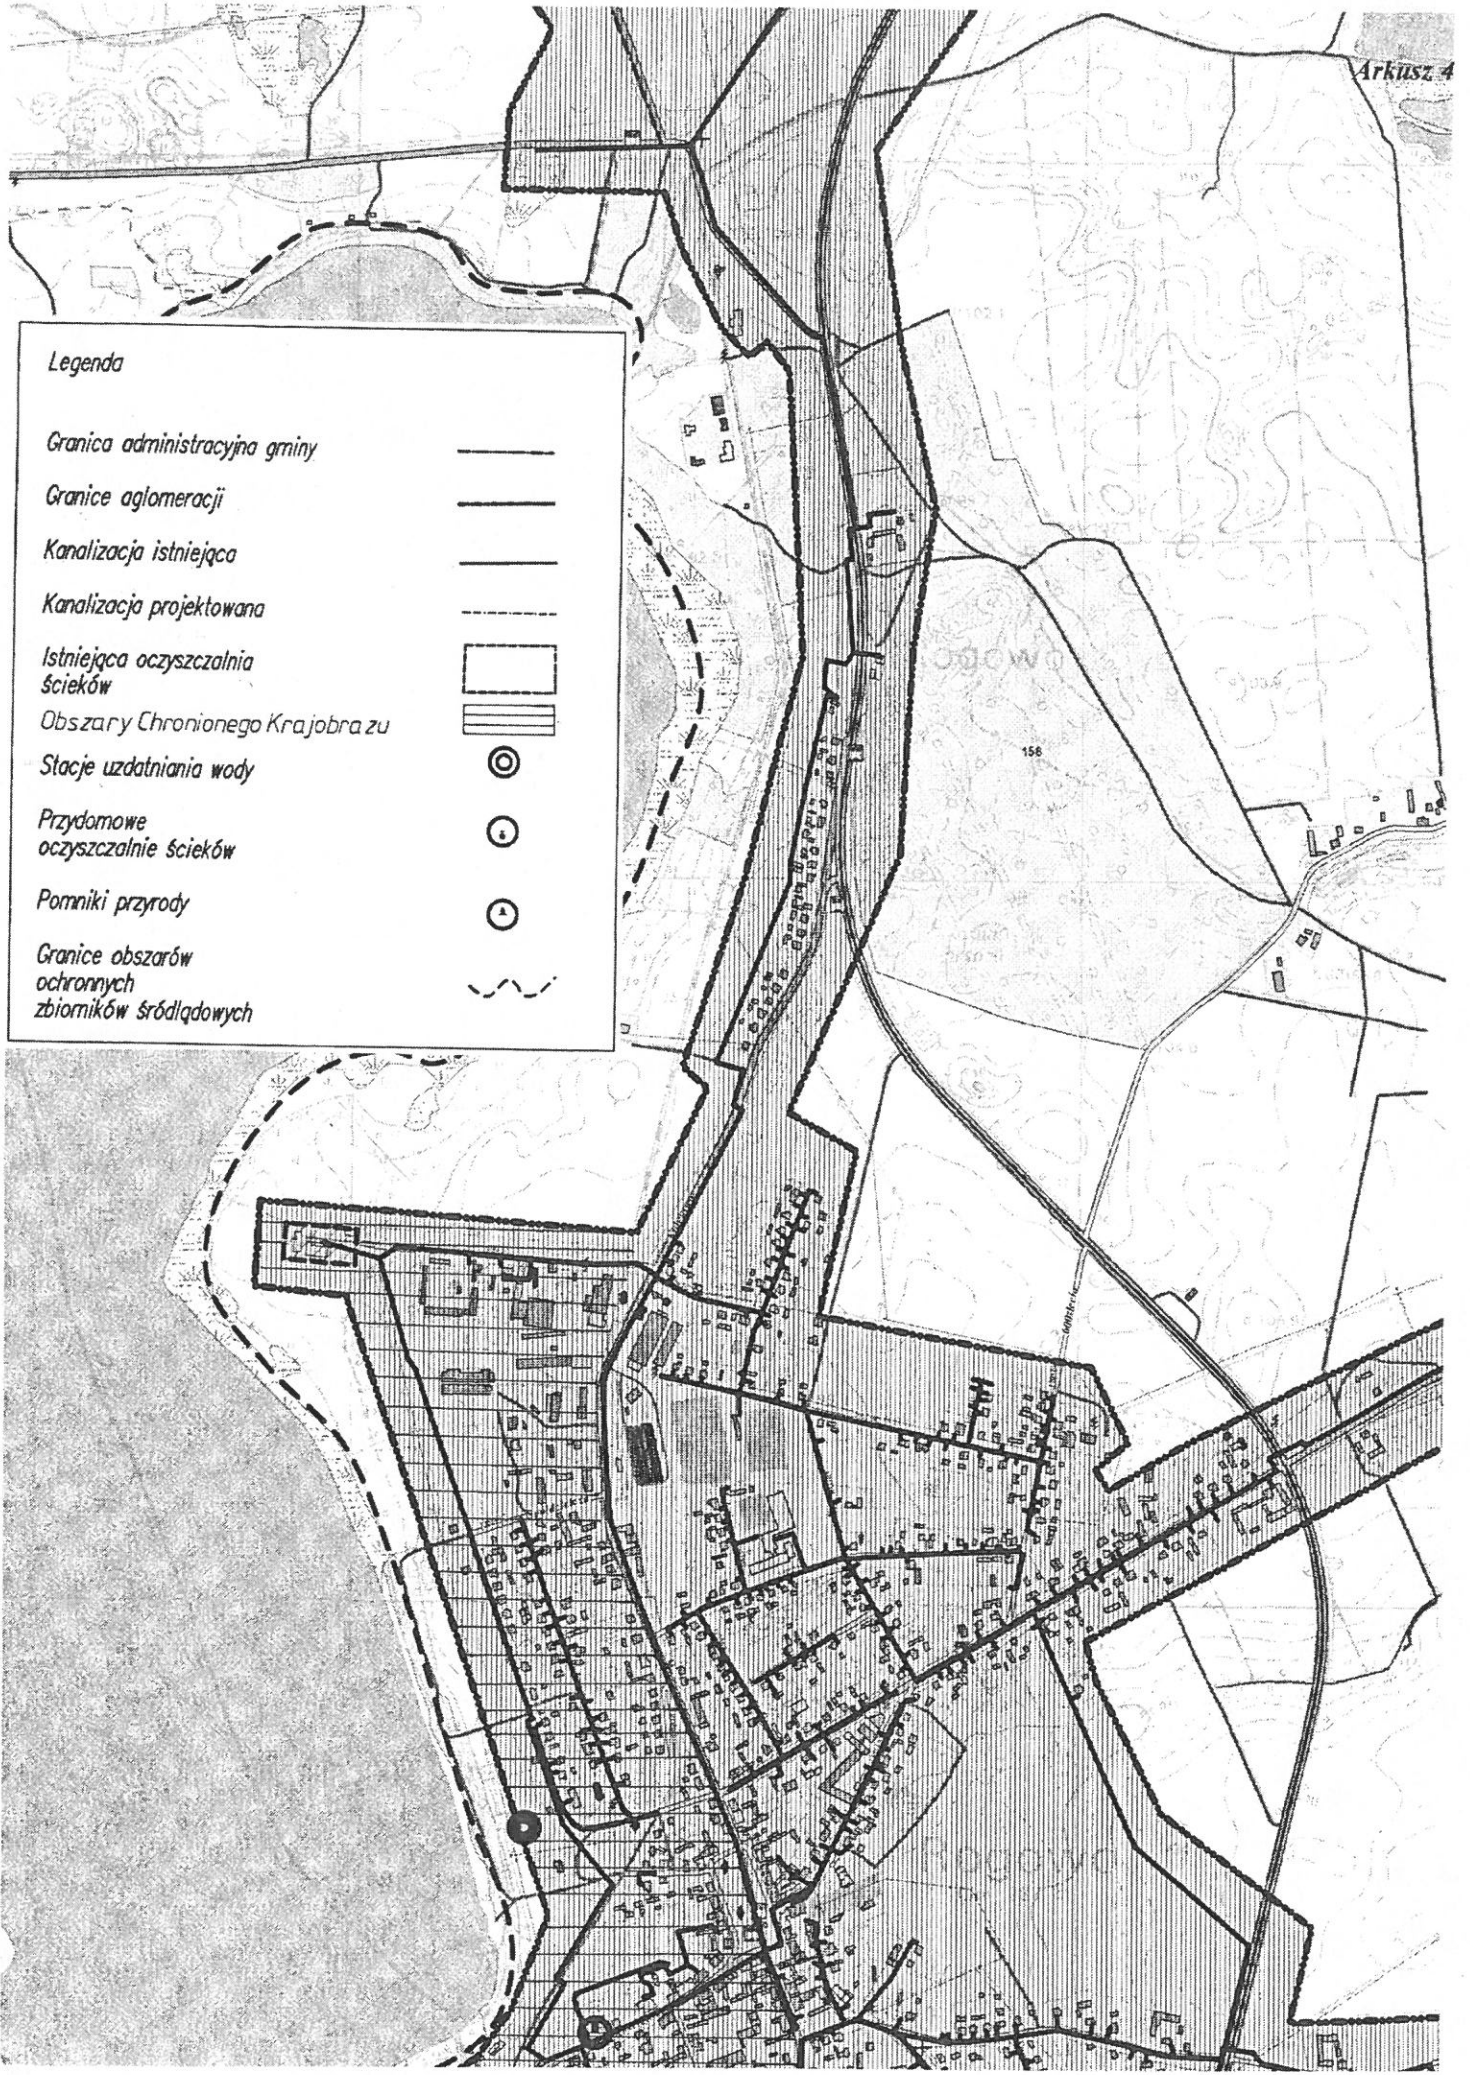 Arkusz 4
Legenda
Granica administracyjna gminy
Granice aglomeracji
Kanalizacja istniejąca
Kanalizacja projektowana
Istniejąca oczyszczalnia
ścieków
Obszary Chronionego Krajobrazu
Stacje uzdatniania wody
Przydomowe
oczyszczalnie ścieków
Pomniki przyrody
Granice obszarów
ochronnych
zbiorników śródlądowych
156